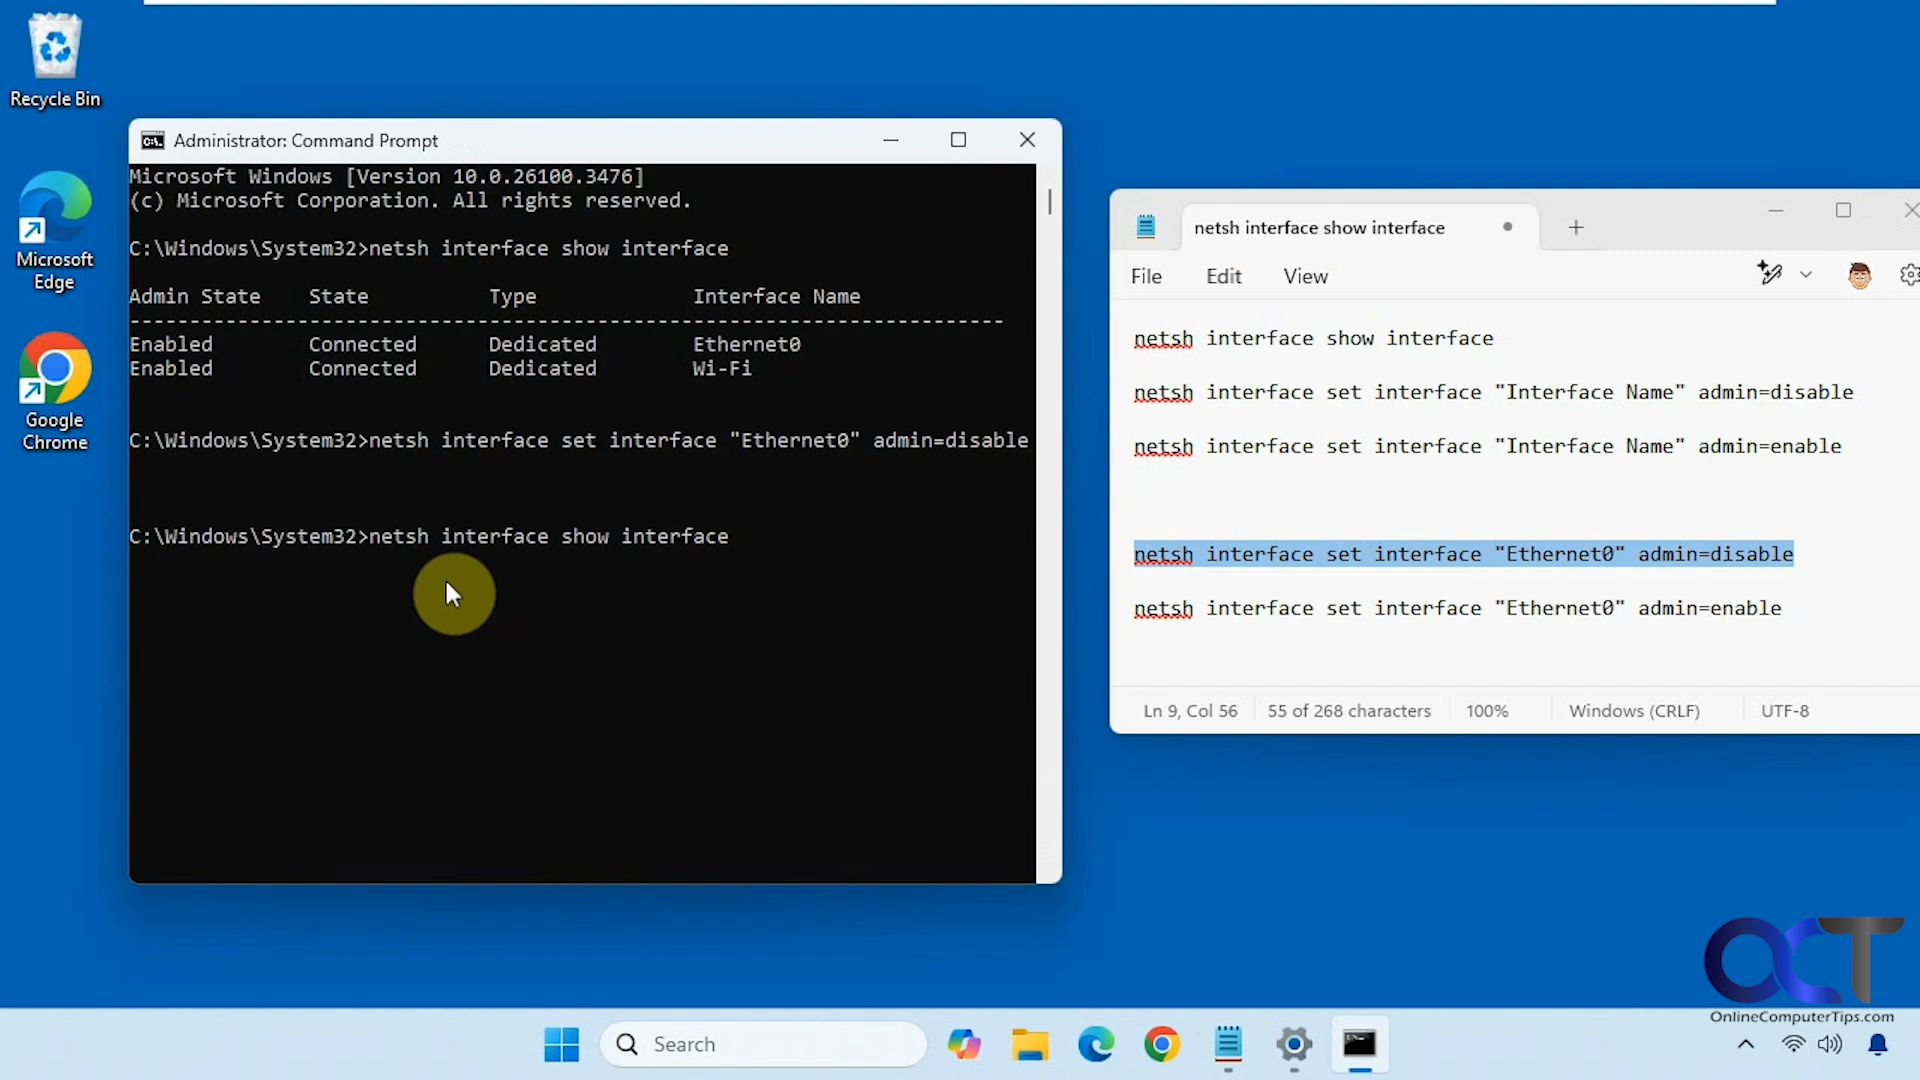 Recycle Bin
Microsoft
Edge
Google
Chrome
Administrator: Command Prompt
Microsoft Windows [Version 10.0.26100.3476]
(c) Microsoft Corporation. All rights reserved.
C:\Windows\System32>netsh interface show interface
Admin State    State          Type             Interface Name
-------------------------------------------------------------------------
Enabled        Connected      Dedicated        Ethernet0
Enabled        Connected      Dedicated        Wi-Fi
C:\Windows\System32>netsh interface set interface "Ethernet0" admin=disable
C:\Windows\System32>netsh interface show interface
netsh interface show interface
File Edit View
netsh interface show interface
netsh interface set interface "Interface Name" admin=disable
netsh interface set interface "Interface Name" admin=enable
netsh interface set interface "Ethernet0" admin=disable
netsh interface set interface "Ethernet0" admin=enable
Ln 9, Col 56 55 of 268 characters 100% Windows (CRLF) UTF-8
OCT
OnlineComputerTips.com
Search